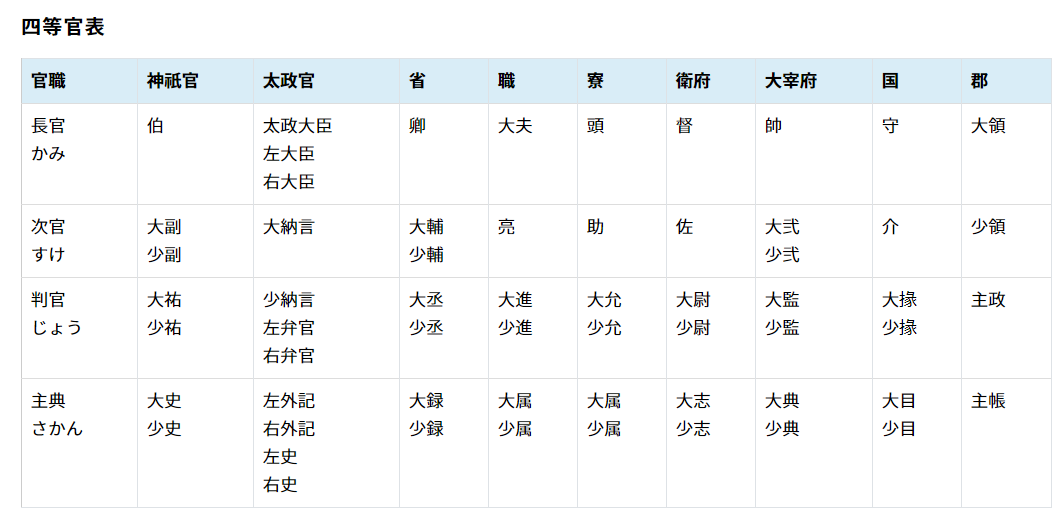 四等官表
官職 神祇官 太政官 省 職 寮 衛府 大宰府 国 郡
長官 伯 太政大臣 卿 大夫 頭 督 帥 守 大領
かみ 左大臣
右大臣
次官 大副 大納言 大輔 亮 助 佐 大弐 介 少領
すけ 少副 少輔 少弐
判官 大祐 少納言 大丞 大進 大允 大尉 大監 大掾 主政
じょう 少祐 左弁官 少丞 少進 少允 少尉 少監 少掾
右弁官
主典 大史 左外記 大録 大属 大属 大志 大典 大目 主帳
さかん 少史 右外記 少録 少属 少属 少志 少典 少目
左史
右史